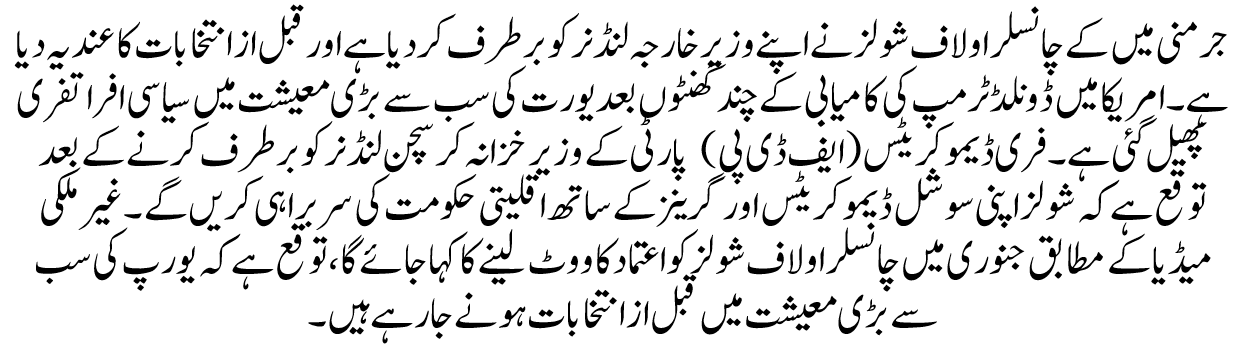 جرمنی میں کے چانسلر اولاف شولز نے اپنے وزیر خارجہ لنڈنر کو برطرف کر دیا ہے اور قبل از انتخابات کا عندیہ دیا
ہے۔ امریکا میں ڈونلڈ ٹرمپ کی کامیابی کے چند گھنٹوں بعد یورت کی سب سے بڑی معیشت میں سیاسی افراتفری
پھیل گئی ہے۔ فری ڈیموکریٹس (ایف ڈی پی) پارٹی کے وزیر خزانہ کرسچن لنڈنر کو برطرف کرنے کے بعد
توقع ہے کہ شولز اپنی سوشل ڈیموکریٹس اور گرینز کے ساتھ اقلیتی حکومت کی سربراہی کریں گے۔ غیر ملکی
میڈیا کے مطابق جنوری میں چانسلر اولاف شولز کو اعتماد کا ووٹ لینے کا کہا جائے گا، توقع ہے کہ یورپ کی سب
سے بڑی معیشت میں قبل از انتخابات ہونے جا رہے ہیں۔